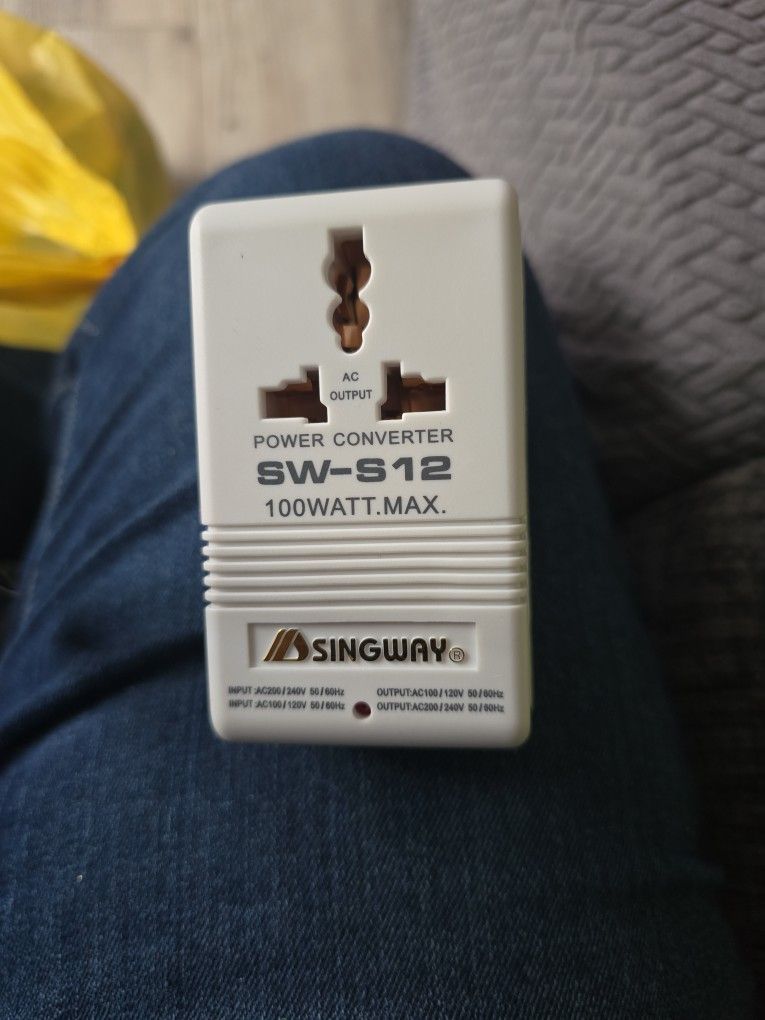 AC
OUTPUT
POWER CONVERTER
SW-S12
100WATT.MAX.
SINGWAY®
INPUT :AC200/240V 50/60Hz OUTPUT:AC100/120V 50/60Hz
INPUT :AC100/120V 50/60Hz OUTPUT:AC200/240V 50/60Hz